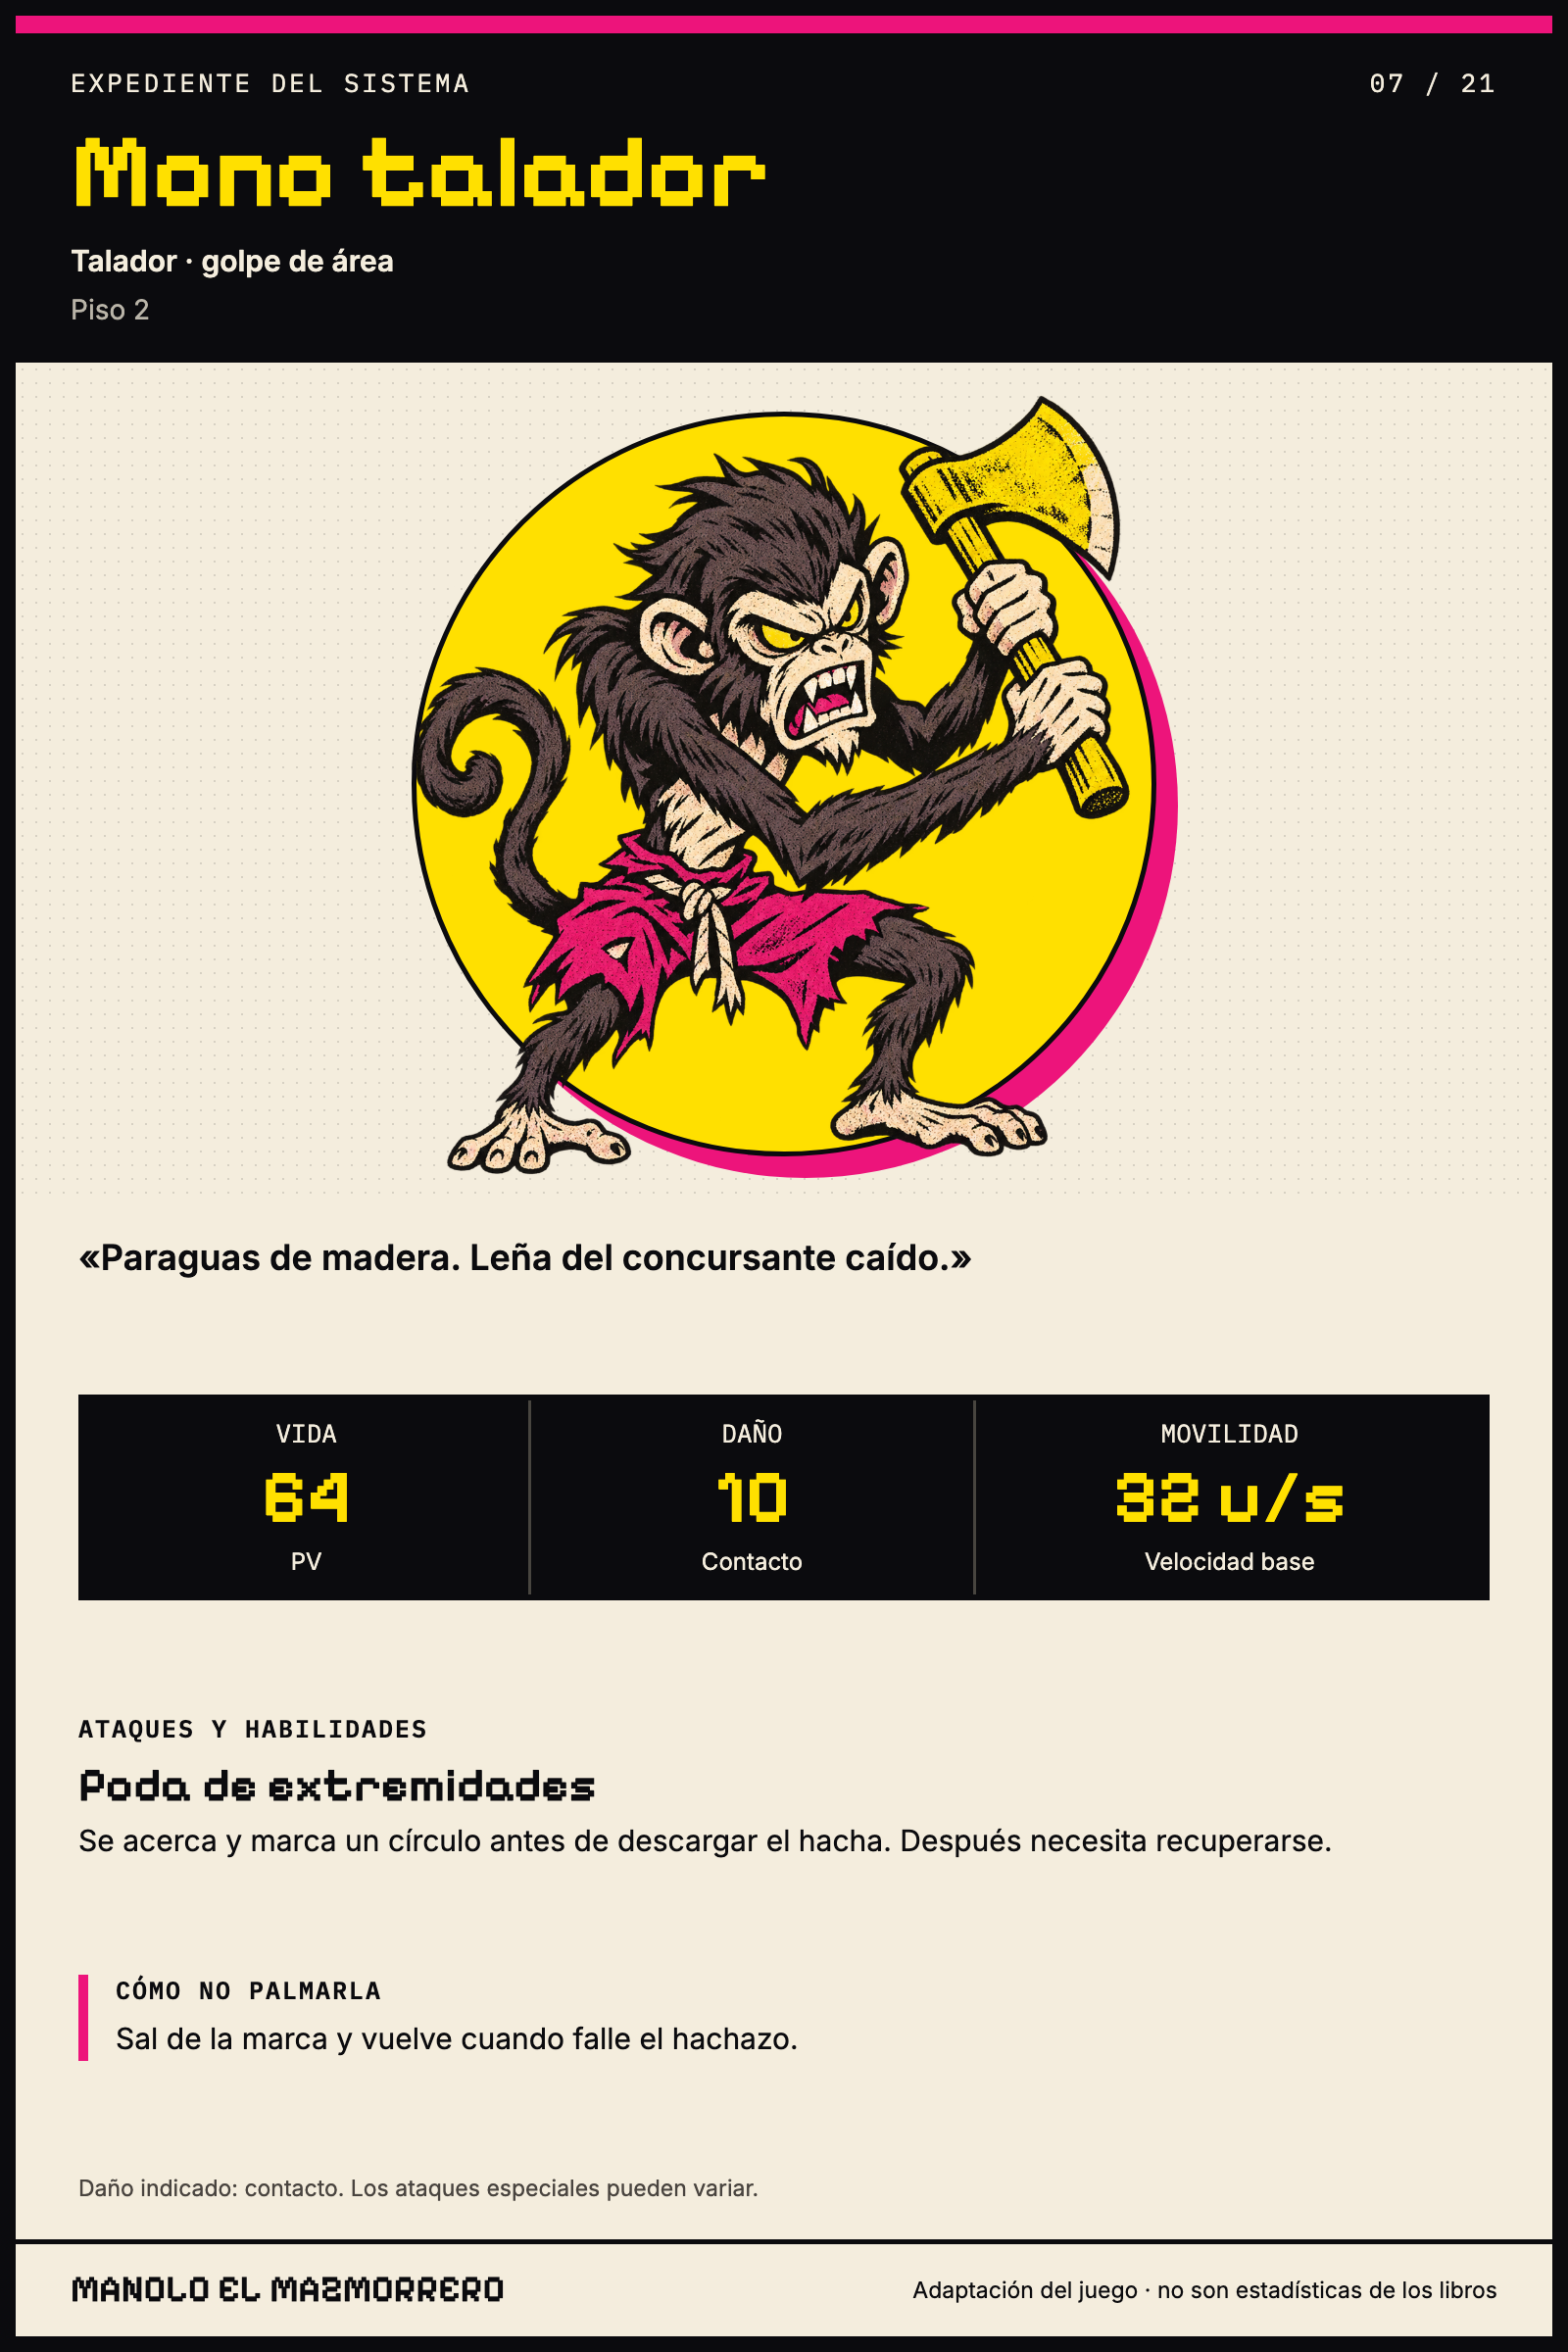 EXPEDIENTE DEL SISTEMA
07 / 21
Mono talador
Talador · golpe de área
Piso 2
«Paraguas de madera. Leña del concursante caído.»
VIDA
64
PV
DAÑO
10
Contacto
MOVILIDAD
32 u/s
Velocidad base
ATAQUES Y HABILIDADES
Poda de extremidades
Se acerca y marca un círculo antes de descargar el hacha. Después necesita recuperarse.
CÓMO NO PALMARLA
Sal de la marca y vuelve cuando falle el hachazo.
Daño indicado: contacto. Los ataques especiales pueden variar.
MANOLO EL MAZMORRERO
Adaptación del juego · no son estadísticas de los libros